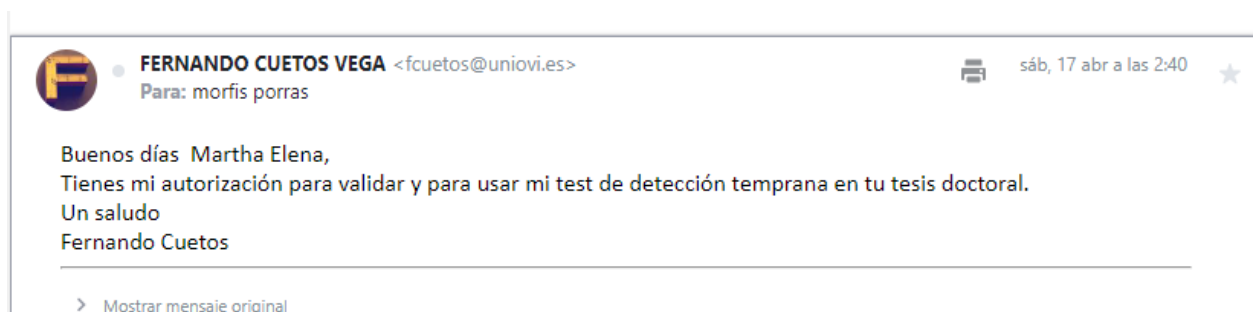 F
FERNANDO CUETOS VEGA <fcuetos@uniovi.es>
sáb, 17 abr a las 2:40
Para: morfis porras
Buenos días Martha Elena,
Tienes mi autorización para validar y para usar mi test de detección temprana en tu tesis doctoral.
Un saludo
Fernando Cuetos
> Mostrar mensaje original